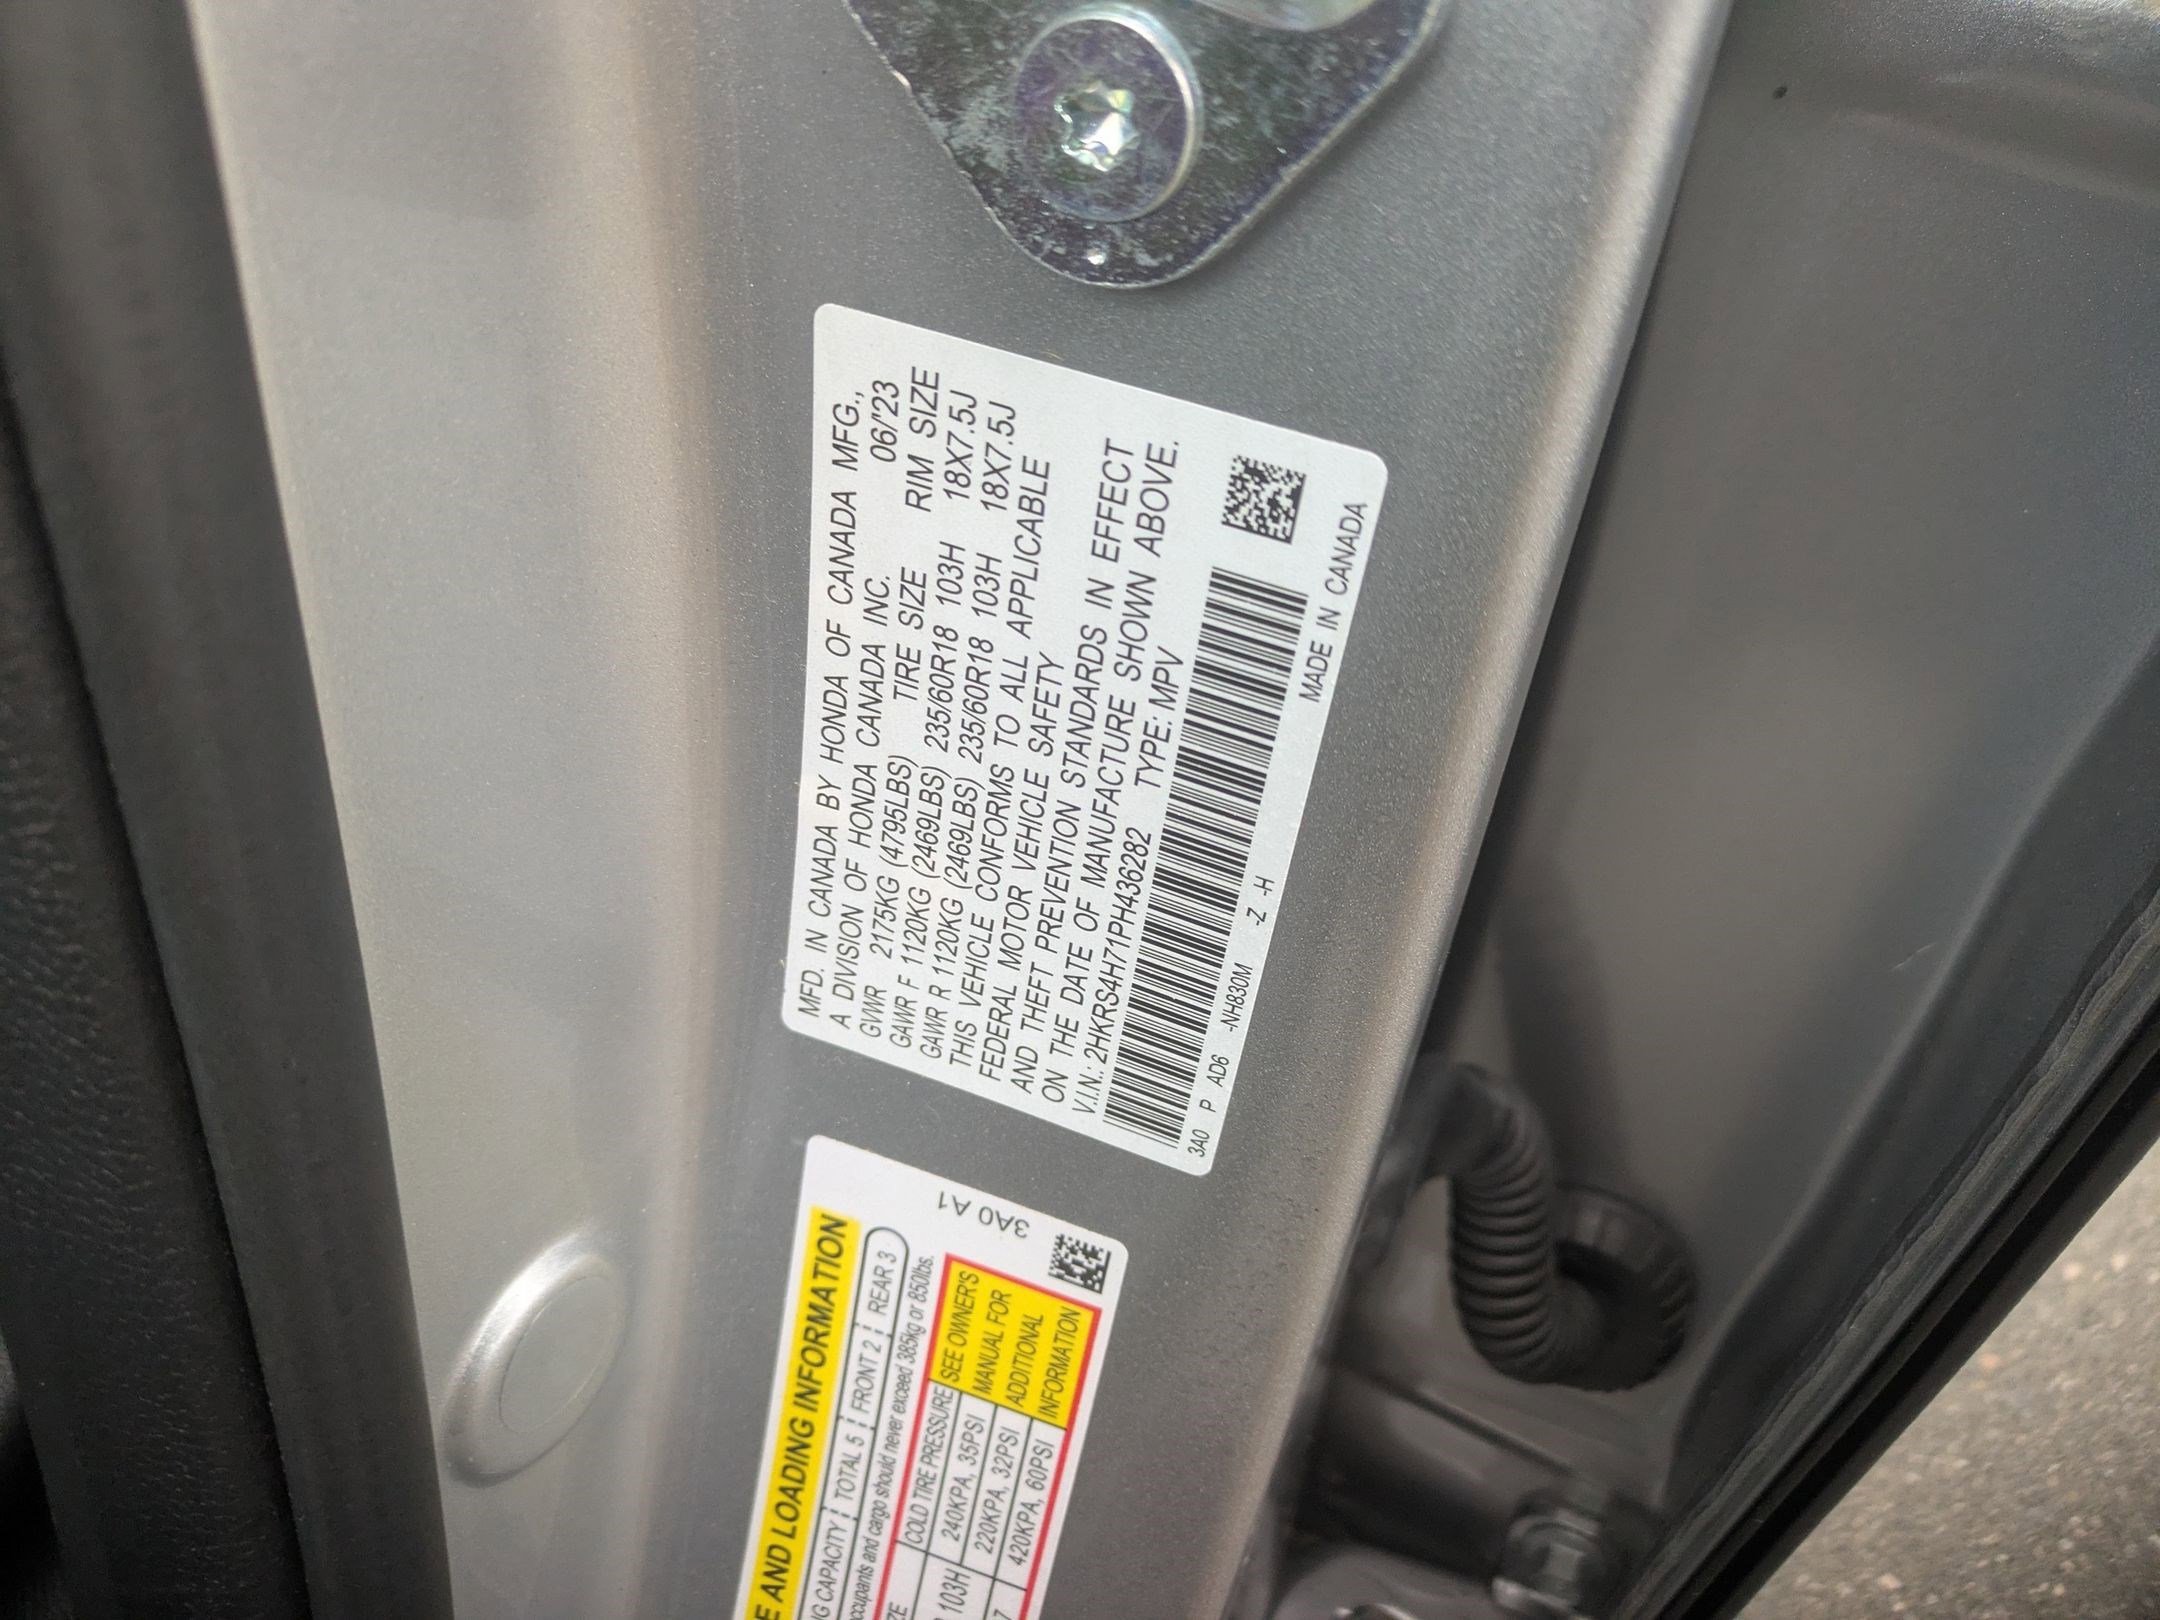 MFD. IN CANADA BY HONDA OF CANADA MFG.,
A DIVISION OF HONDA CANADA INC. 06/'23
GVWR 2175KG (4795LBS) TIRE SIZE RIM SIZE
GAWR F 1120KG (2469LBS) 235/60R18 103H 18X7.5J
GAWR R 1120KG (2469LBS) 235/60R18 103H 18X7.5J
THIS VEHICLE CONFORMS TO ALL APPLICABLE
FEDERAL MOTOR VEHICLE SAFETY
AND THEFT PREVENTION STANDARDS IN EFFECT
ON THE DATE OF MANUFACTURE SHOWN ABOVE.
V.I.N.: 2HKRS4H71PH436282 TYPE: MPV
3A0 P AD6 -NH830M -Z -H MADE IN CANADA
AND LOADING INFORMATION
CAPACITY TOTAL 5 FRONT 2 REAR 3
and cargo should never exceed 385kg or 850lbs.
COLD TIRE PRESSURE SEE OWNER'S
103H 240KPA, 35PSI MANUAL FOR
220KPA, 32PSI ADDITIONAL
420KPA, 60PSI INFORMATION
3A0 A1